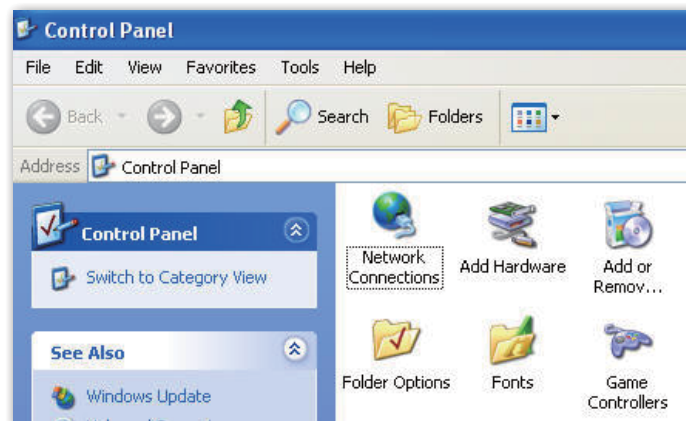 Control Panel
File Edit View Favorites Tools Help
Back Search Folders
Address Control Panel
Control Panel
Switch to Category View
See Also
Windows Update
Network
Connections
Add Hardware
Add or
Remov...
Folder Options
Fonts
Game
Controllers